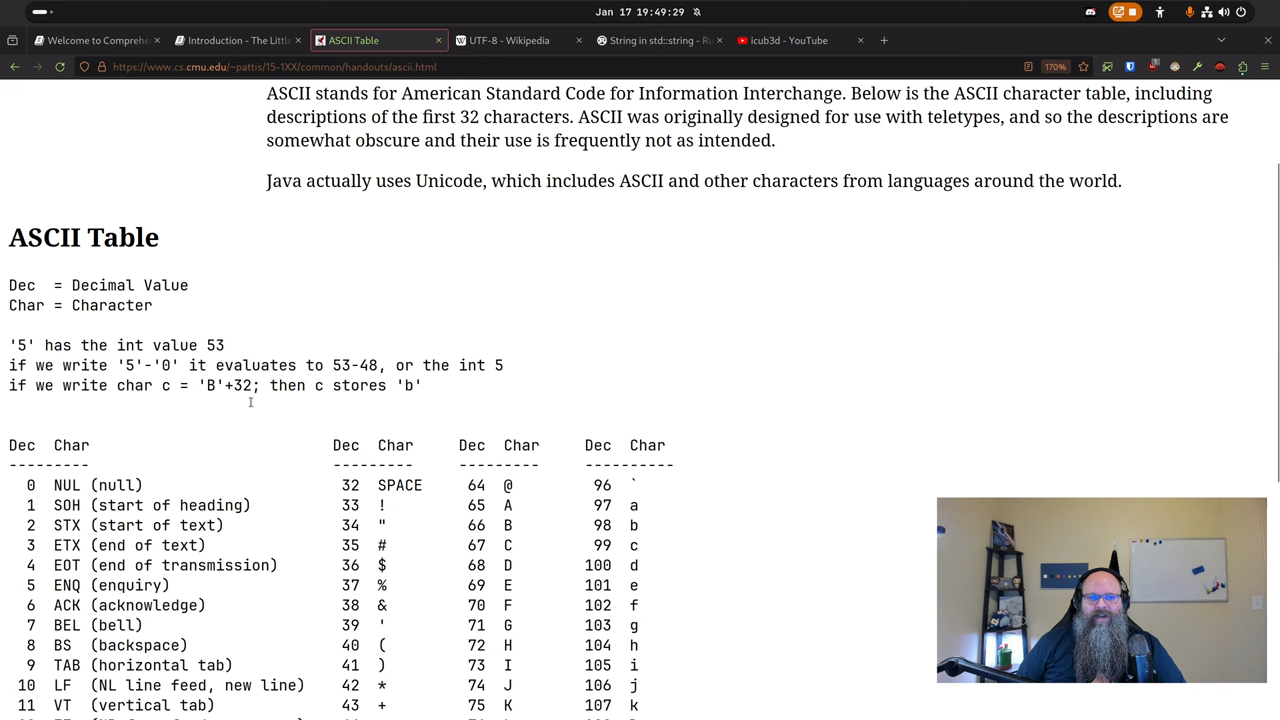 Jan 17 19:49:29
Welcome to Comprehe
Introduction - The Little
ASCII Table
UTF-8 - Wikipedia
String in std::string - Ru
icub3d - YouTube
https://www.cs.cmu.edu/~pattis/15-1XX/common/handouts/ascii.html
170%
ASCII stands for American Standard Code for Information Interchange. Below is the ASCII character table, including
descriptions of the first 32 characters. ASCII was originally designed for use with teletypes, and so the descriptions are
somewhat obscure and their use is frequently not as intended.
Java actually uses Unicode, which includes ASCII and other characters from languages around the world.
ASCII Table
Dec = Decimal Value
Char = Character
'5' has the int value 53
if we write '5'-'0' it evaluates to 53-48, or the int 5
if we write char c = 'B'+32; then c stores 'b'
Dec Char Dec Char Dec Char Dec Char
--------- --------- --------- ----------
0 NUL (null) 32 SPACE 64 @ 96 `
1 SOH (start of heading) 33 ! 65 A 97 a
2 STX (start of text) 34 " 66 B 98 b
3 ETX (end of text) 35 # 67 C 99 c
4 EOT (end of transmission) 36 $ 68 D 100 d
5 ENQ (enquiry) 37 % 69 E 101 e
6 ACK (acknowledge) 38 & 70 F 102 f
7 BEL (bell) 39 ' 71 G 103 g
8 BS (backspace) 40 ( 72 H 104 h
9 TAB (horizontal tab) 41 ) 73 I 105 i
10 LF (NL line feed, new line) 42 * 74 J 106 j
11 VT (vertical tab) 43 + 75 K 107 k